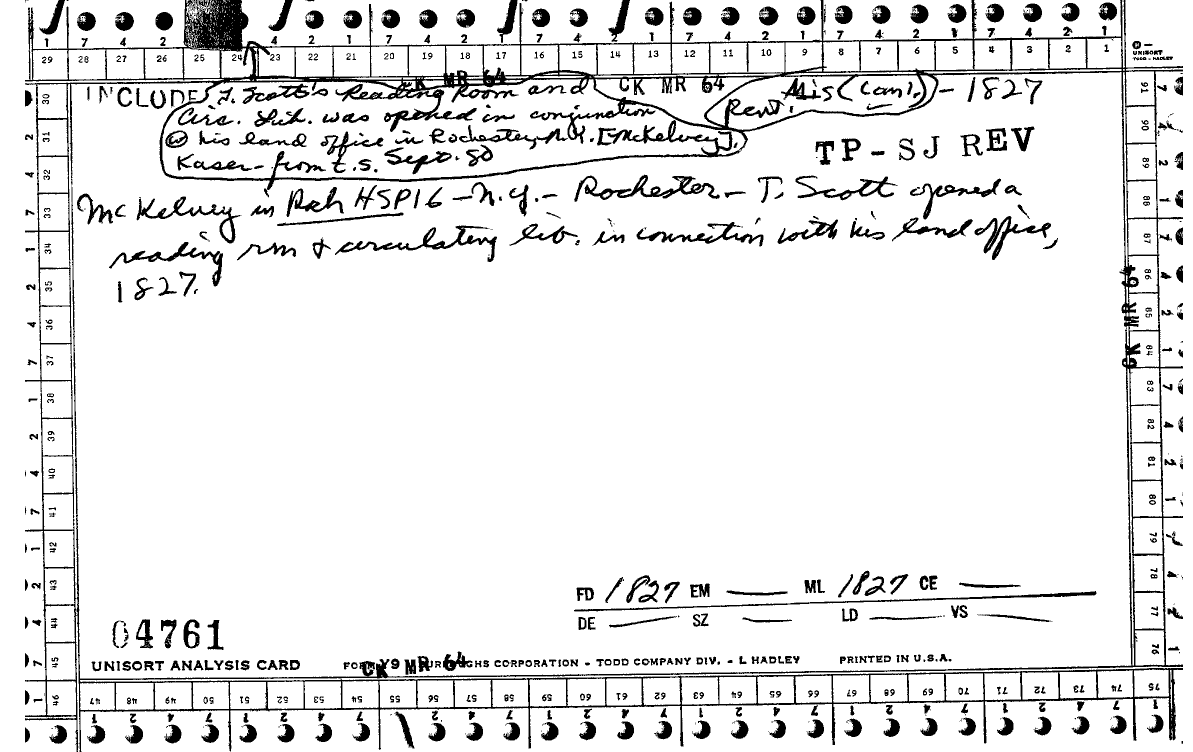 1 7 4 2 4 2 1 7 4 2 1 7 4 2 1 7 4 2 1 7 4 2 1
29 28 27 26 25 24 23 22 21 20 19 18 17 16 15 14 13 12 11 10 9 8 7 6 5 4 3 2 1
UNISORT
TODD - HADLEY
CK MR 64 CK MR 64
INCLUDE T. Scott's Reading Room and Mis (cont.) - 1827
Circ. Lib. was opened in conjunction Rent.
w his land office in Rochester, N.Y. [McKelvey].
Kaser - from t.s. Sept. 80
TP - SJ REV
McKelvey in Roch HSP16 - N.Y. - Rochester - T. Scott opened a
reading rm & circulating lib. in connection with his land office,
1827.
CK MR 64
FD 1827 EM — ML 1827 CE —
DE — SZ LD — VS —
04761
UNISORT ANALYSIS CARD FORM Y9 BURROUGHS CORPORATION - TODD COMPANY DIV. - L HADLEY PRINTED IN U.S.A.
CK MR 64
30 31 32 33 34 35 36 37 38 39 40 41 42 43 44 45 46
47 48 49 50 51 52 53 54 55 56 57 58 59 60 61 62 63 64 65 66 67 68 69 70 71 72 73 74 75
76 77 78 79 80 81 82 83 84 85 86 87 88 89 90 91